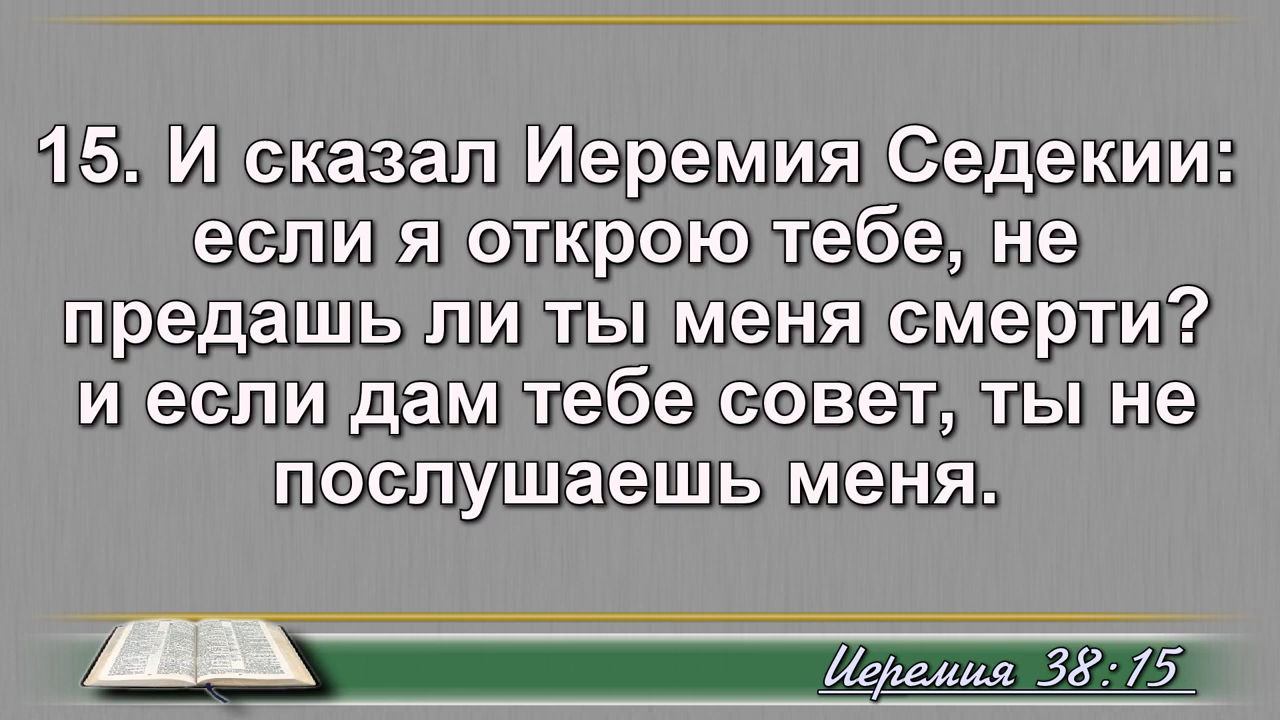 15. И сказал Иеремия Седекии:
если я открою тебе, не
предашь ли ты меня смерти?
и если дам тебе совет, ты не
послушаешь меня.
Иеремия 38:15